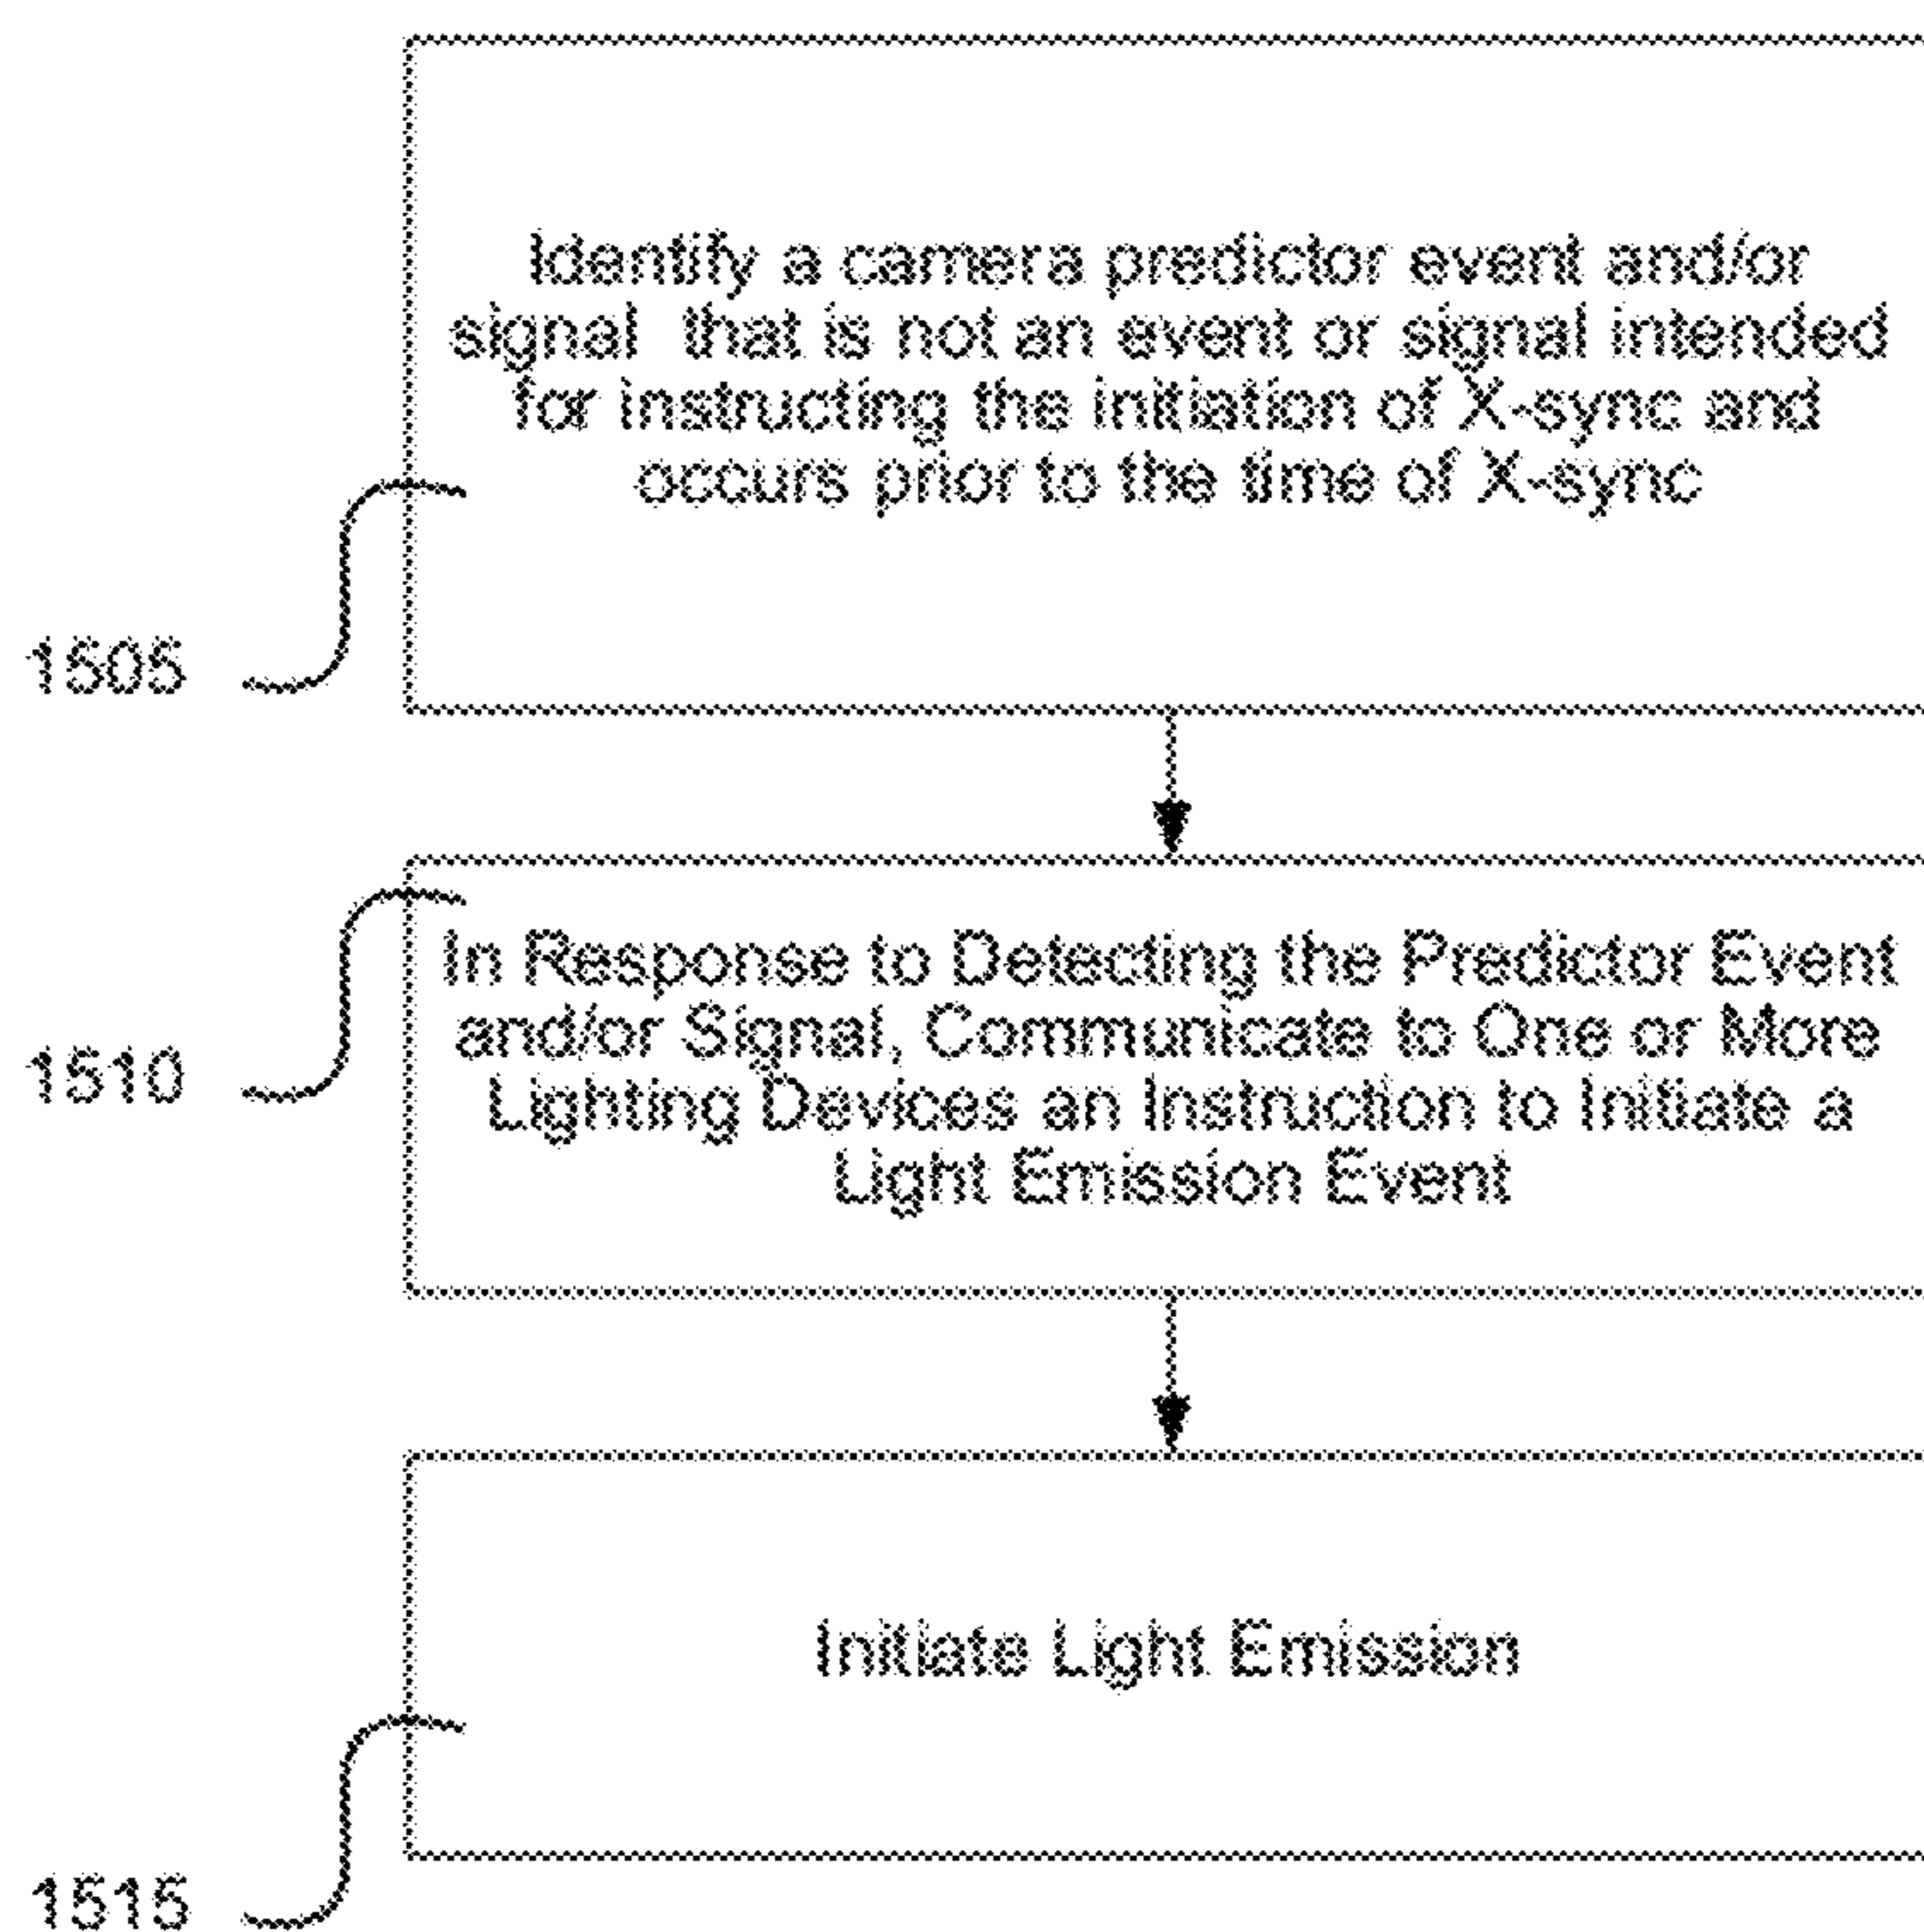 Identify a camera predictor event and/or
signal that is not an event or signal intended
for instructing the initiation of X-sync and
occurs prior to the time of X-sync
1505
In Response to Detecting the Predictor Event
and/or Signal, Communicate to One or More
Lighting Devices an Instruction to Initiate a
Light Emission Event
1510
Initiate Light Emission
1515